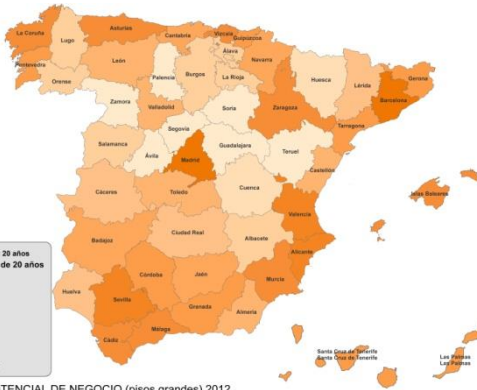 La Coruña
Lugo
Asturias
Cantabria
Vizcaya
Guipúzcoa
Pontevedra
Orense
León
Palencia
Burgos
Álava
La Rioja
Navarra
Huesca
Lérida
Gerona
Barcelona
Zamora
Valladolid
Soria
Zaragoza
Tarragona
Segovia
Salamanca
Ávila
Madrid
Guadalajara
Teruel
Castellon
Cáceres
Toledo
Cuenca
Valencia
Islas Baleares
20 años
de 20 años
Badajoz
Ciudad Real
Albacete
Alicante
Huelva
Sevilla
Córdoba
Jaén
Murcia
Granada
Almería
Cádiz
Málaga
Santa Cruz de Tenerife
Santa Cruz de Tenerife
Las Palmas
Las Palmas
TENCIAL DE NEGOCIO (pisos grandes) 2012